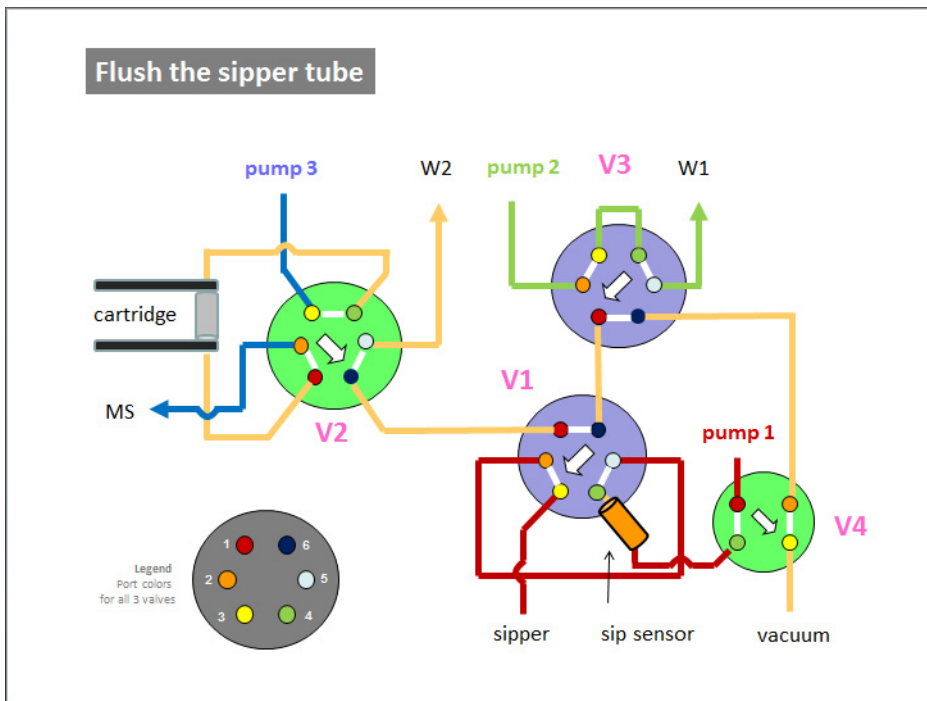 Flush the sipper tube
pump 3
W2
pump 2
V3
W1
cartridge
MS
V2
V1
pump 1
V4
1
6
Legend
Port colors
for all 3 valves
2
5
3
4
sipper
sip sensor
vacuum